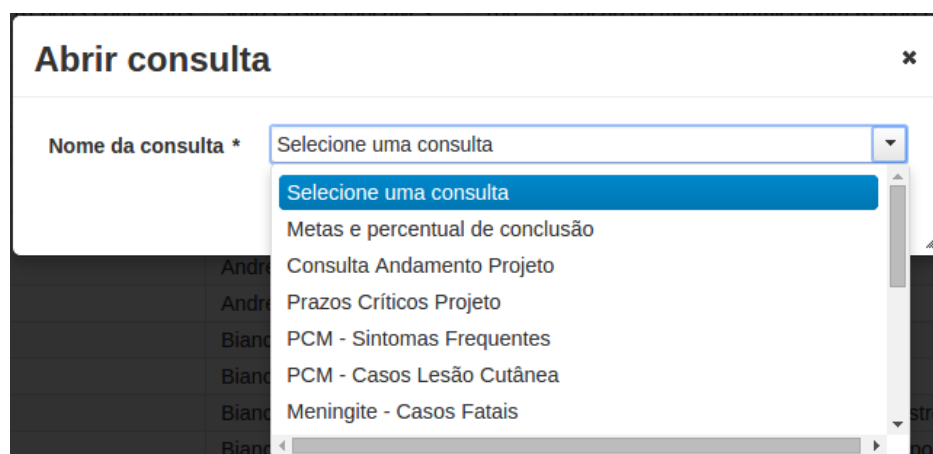 Abrir consulta
Nome da consulta *
Selecione uma consulta
Selecione uma consulta
Metas e percentual de conclusão
Consulta Andamento Projeto
Prazos Críticos Projeto
PCM - Sintomas Frequentes
PCM - Casos Lesão Cutânea
Meningite - Casos Fatais